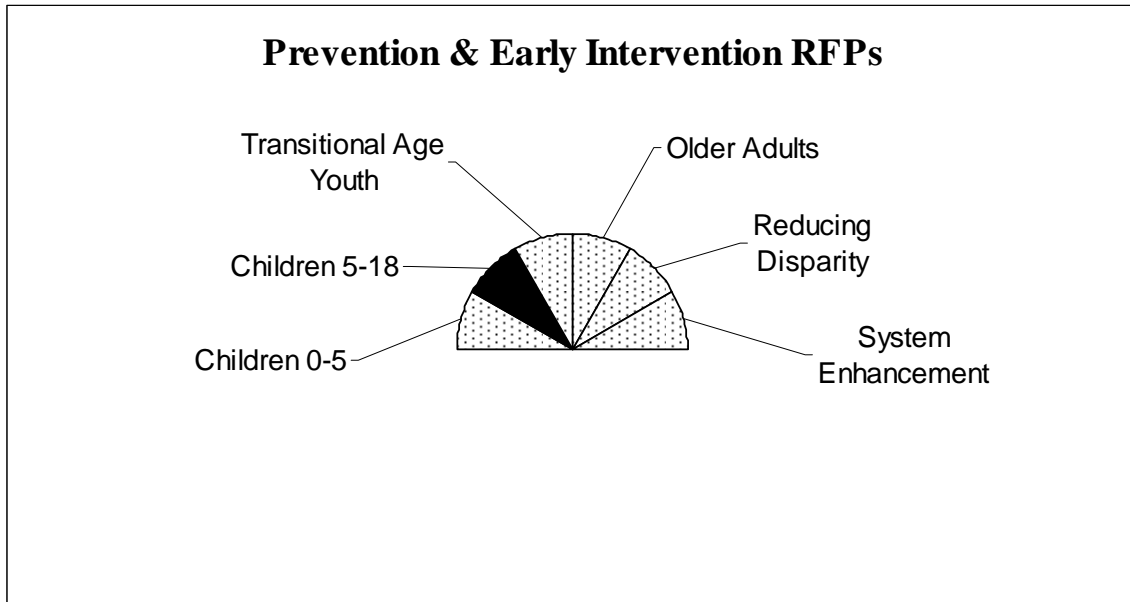 Prevention & Early Intervention RFPs
Transitional Age
Youth
Older Adults
Children 5-18
Reducing
Disparity
Children 0-5
System
Enhancement